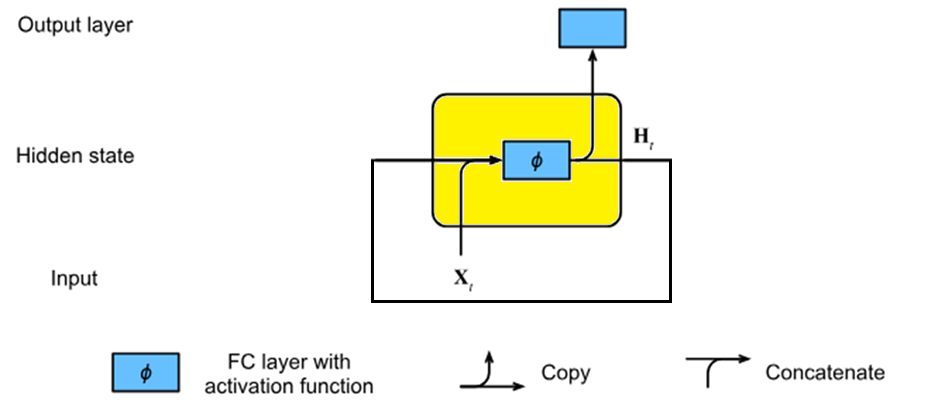 Output layer
Hidden state
ϕ
H_t
Input
X_t
ϕ
FC layer with
activation function
Copy
Concatenate